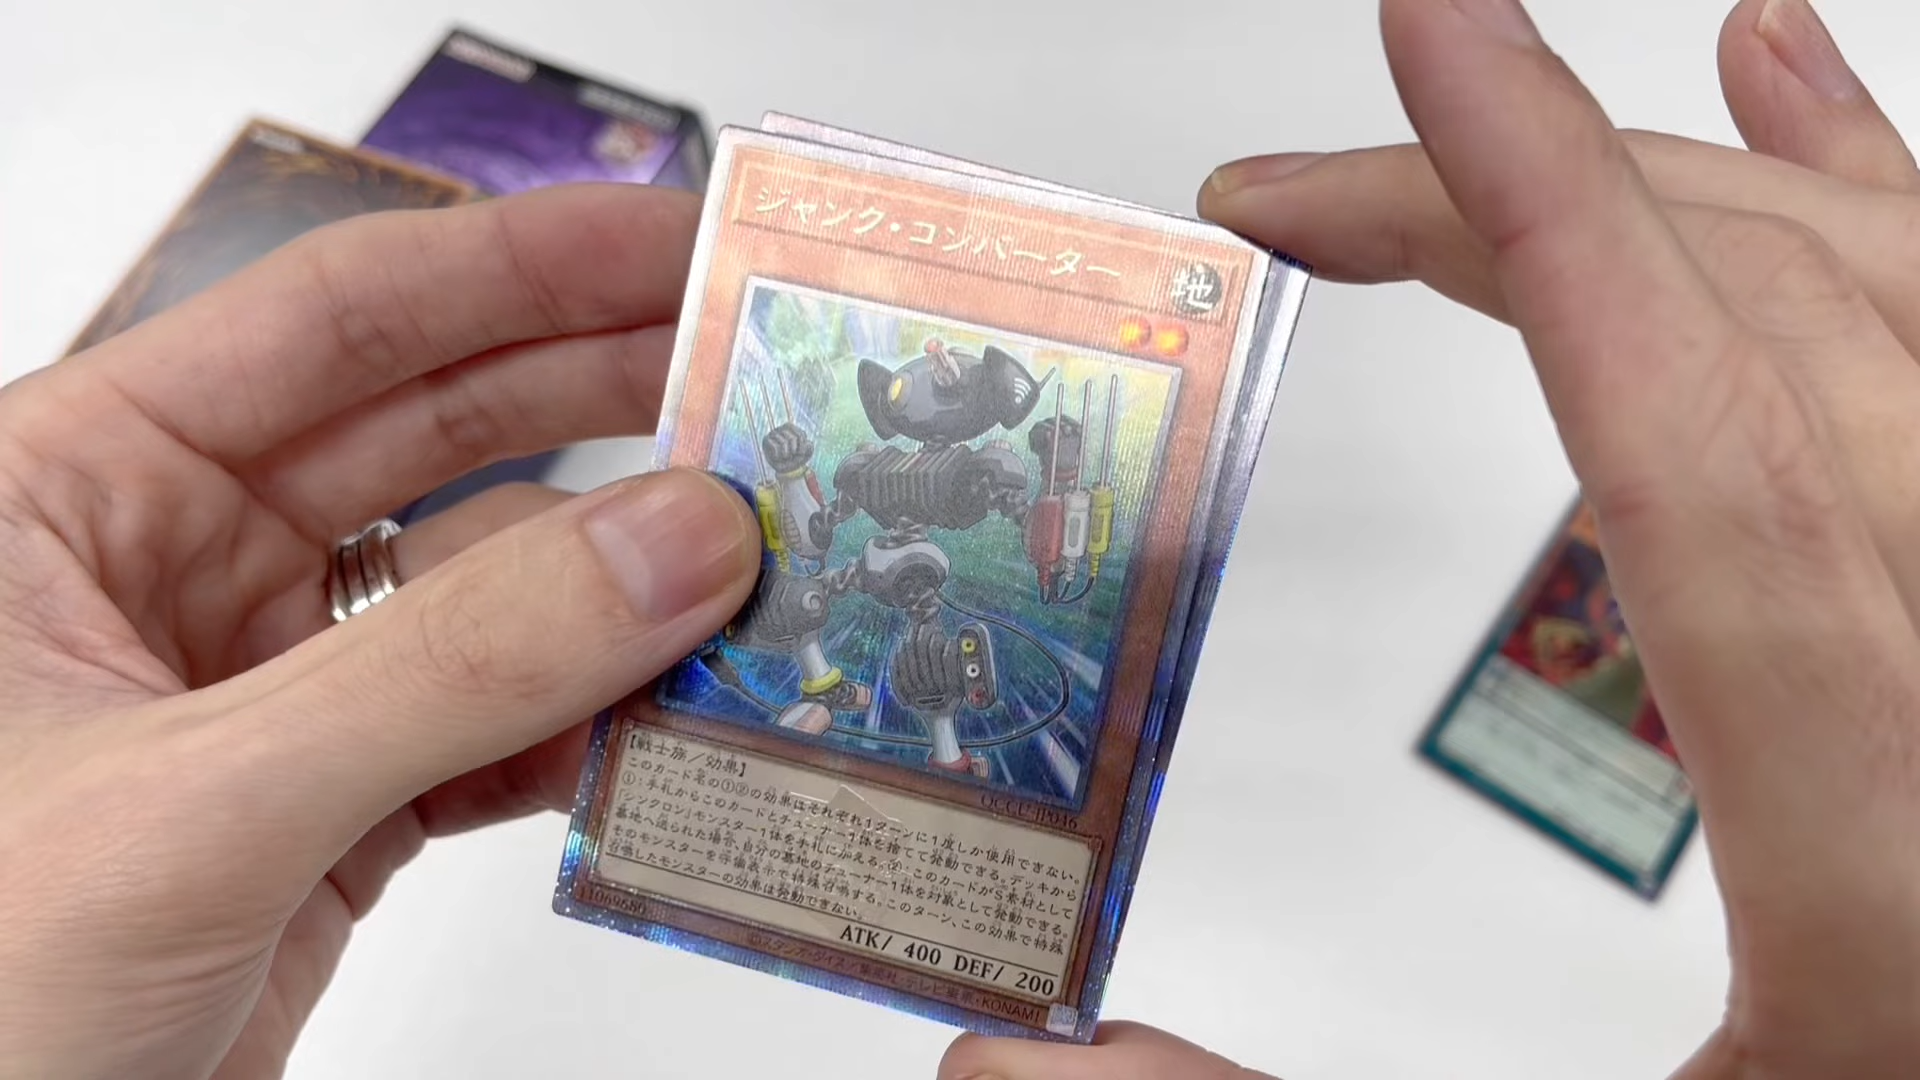 ジャンク・コンバーター
地
QCCU-JP046
【戦士族／効果】
このカード名の①②の効果はそれぞれ１ターンに１度しか使用できない。
①：手札からこのカードとチューナー１体を捨てて発動できる。デッキから
「シンクロン」モンスター１体を手札に加える。②：このカードがＳ素材として
墓地へ送られた場合、自分の墓地のチューナー１体を対象として発動できる。
そのモンスターを守備表示で特殊召喚する。このターン、この効果で特殊
召喚したモンスターの効果は発動できない。
ATK/ 400 DEF/ 200
11069680
©スタジオ・ダイス／集英社・テレビ東京・KONAMI